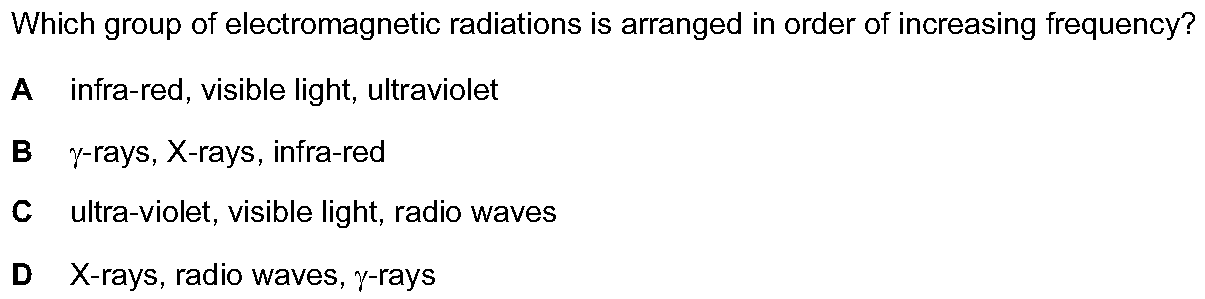 Which group of electromagnetic radiations is arranged in order of increasing frequency?
A infra-red, visible light, ultraviolet
B γ-rays, X-rays, infra-red
C ultra-violet, visible light, radio waves
D X-rays, radio waves, γ-rays